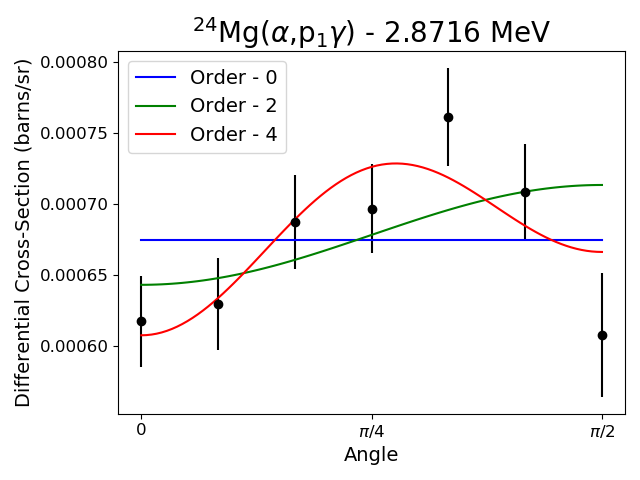 ²⁴Mg(α,p₁γ) - 2.8716 MeV
Differential Cross-Section (barns/sr)
0.00080
0.00075
0.00070
0.00065
0.00060
Order - 0
Order - 2
Order - 4
0
π/4
π/2
Angle